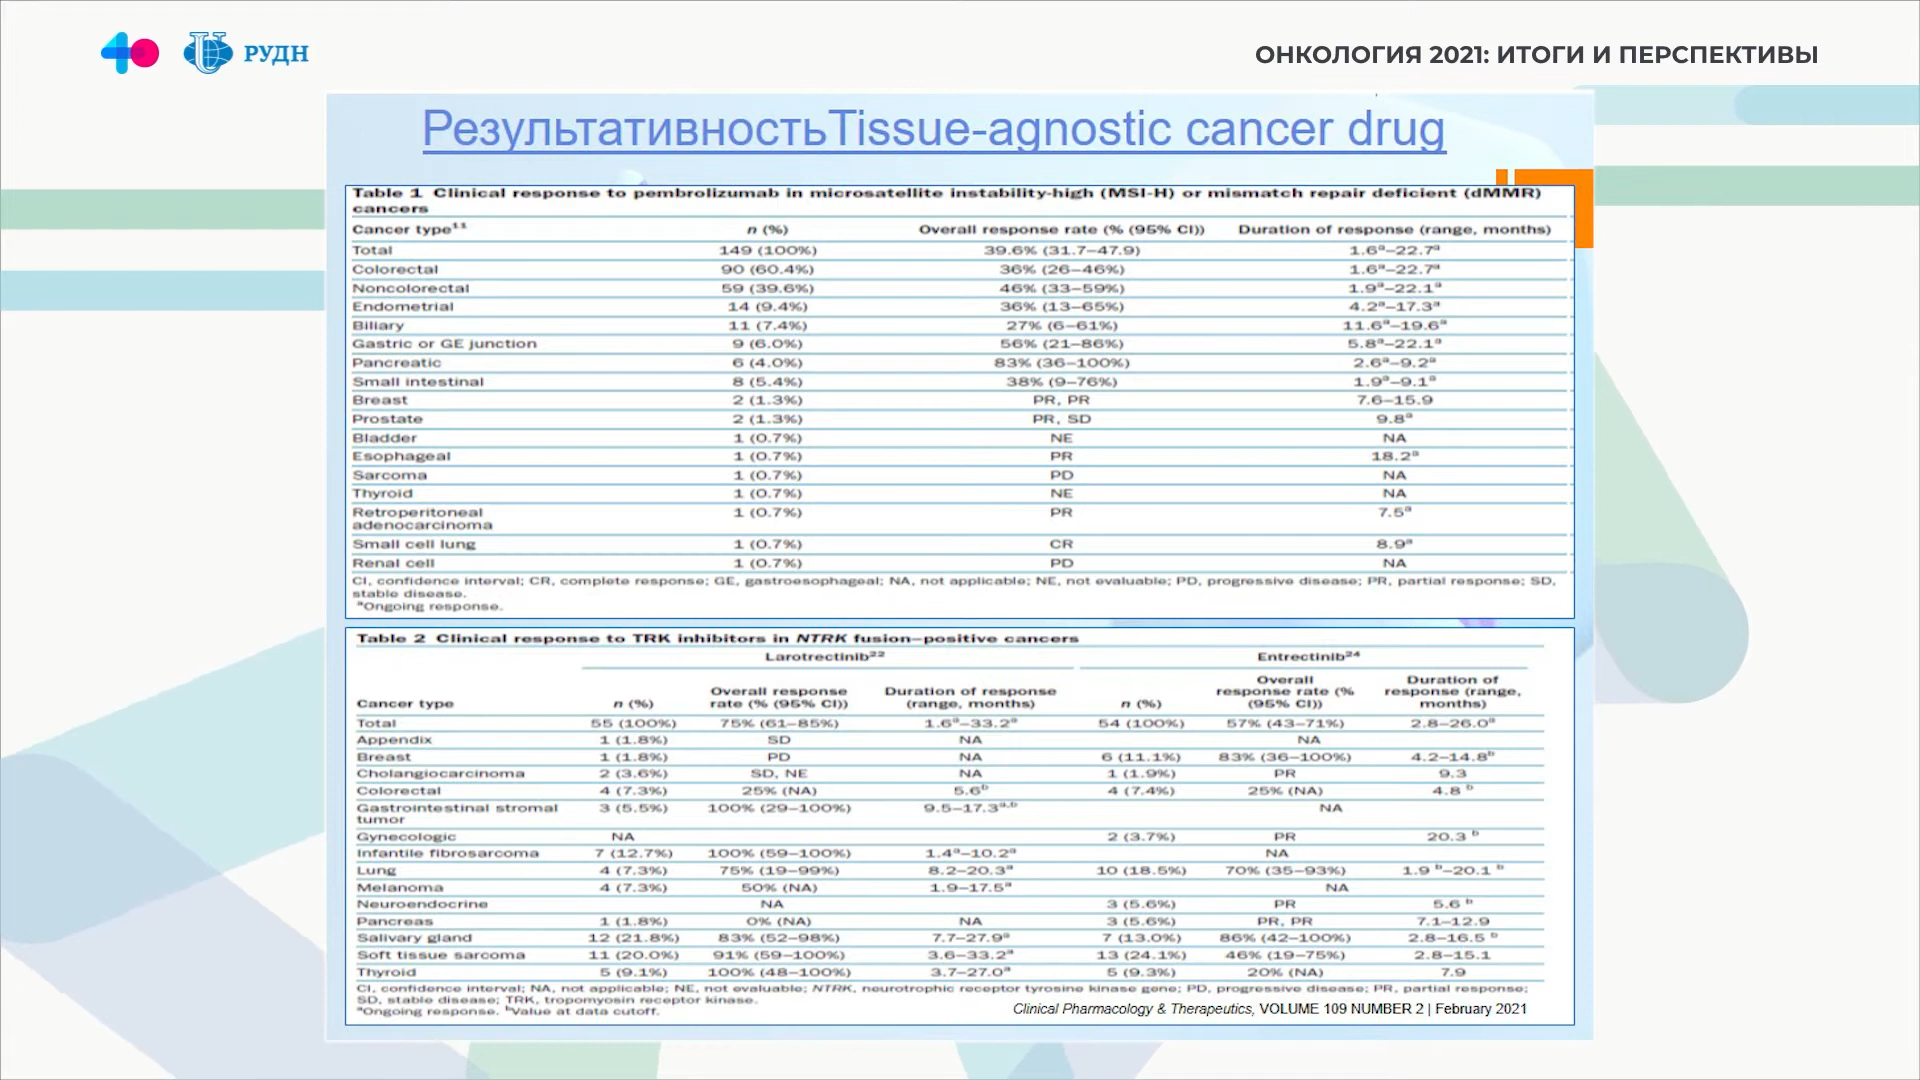 РУДН
ОНКОЛОГИЯ 2021: ИТОГИ И ПЕРСПЕКТИВЫ
РезультативностьTissue-agnostic cancer drug
Table 1 Clinical response to pembrolizumab in microsatellite instability-high (MSI-H) or mismatch repair deficient (dMMR)
cancers
Cancer type¹¹ n (%) Overall response rate (% (95% CI)) Duration of response (range, months)
Total 149 (100%) 39.6% (31.7–47.9) 1.6ᵃ–22.7ᵃ
Colorectal 90 (60.4%) 36% (26–46%) 1.6ᵃ–22.7ᵃ
Noncolorectal 59 (39.6%) 46% (33–59%) 1.9ᵃ–22.1ᵃ
Endometrial 14 (9.4%) 36% (13–65%) 4.2ᵃ–17.3ᵃ
Biliary 11 (7.4%) 27% (6–61%) 11.6ᵃ–19.6ᵃ
Gastric or GE junction 9 (6.0%) 56% (21–86%) 5.8ᵃ–22.1ᵃ
Pancreatic 6 (4.0%) 83% (36–100%) 2.6ᵃ–9.2ᵃ
Small intestinal 8 (5.4%) 38% (9–76%) 1.9ᵃ–9.1ᵃ
Breast 2 (1.3%) PR, PR 7.6–15.9
Prostate 2 (1.3%) PR, SD 9.8ᵃ
Bladder 1 (0.7%) NE NA
Esophageal 1 (0.7%) PR 18.2ᵃ
Sarcoma 1 (0.7%) PD NA
Thyroid 1 (0.7%) NE NA
Retroperitoneal 1 (0.7%) PR 7.5ᵃ
adenocarcinoma
Small cell lung 1 (0.7%) CR 8.9ᵃ
Renal cell 1 (0.7%) PD NA
CI, confidence interval; CR, complete response; GE, gastroesophageal; NA, not applicable; NE, not evaluable; PD, progressive disease; PR, partial response; SD,
stable disease.
ᵃOngoing response.
Table 2 Clinical response to TRK inhibitors in NTRK fusion–positive cancers
Larotrectinib²² Entrectinib²⁴
Overall Duration of
Overall response Duration of response response rate (% response (range,
Cancer type n (%) rate (% (95% CI)) (range, months) n (%) (95% CI)) months)
Total 55 (100%) 75% (61–85%) 1.6ᵃ–33.2ᵃ 54 (100%) 57% (43–71%) 2.8–26.0ᵃ
Appendix 1 (1.8%) SD NA NA
Breast 1 (1.8%) PD NA 6 (11.1%) 83% (36–100%) 4.2–14.8ᵇ
Cholangiocarcinoma 2 (3.6%) SD, NE NA 1 (1.9%) PR 9.3
Colorectal 4 (7.3%) 25% (NA) 5.6ᵇ 4 (7.4%) 25% (NA) 4.8 ᵇ
Gastrointestinal stromal 3 (5.5%) 100% (29–100%) 9.5–17.3ᵃ,ᵇ NA
tumor
Gynecologic NA 2 (3.7%) PR 20.3 ᵇ
Infantile fibrosarcoma 7 (12.7%) 100% (59–100%) 1.4ᵃ–10.2ᵃ NA
Lung 4 (7.3%) 75% (19–99%) 8.2–20.3ᵃ 10 (18.5%) 70% (35–93%) 1.9 ᵇ–20.1 ᵇ
Melanoma 4 (7.3%) 50% (NA) 1.9–17.5ᵃ NA
Neuroendocrine NA 3 (5.6%) PR 5.6 ᵇ
Pancreas 1 (1.8%) 0% (NA) NA 3 (5.6%) PR, PR 7.1–12.9
Salivary gland 12 (21.8%) 83% (52–98%) 7.7–27.9ᵃ 7 (13.0%) 86% (42–100%) 2.8–16.5 ᵇ
Soft tissue sarcoma 11 (20.0%) 91% (59–100%) 3.6–33.2ᵃ 13 (24.1%) 46% (19–75%) 2.8–15.1
Thyroid 5 (9.1%) 100% (48–100%) 3.7–27.0ᵃ 5 (9.3%) 20% (NA) 7.9
CI, confidence interval; NA, not applicable; NE, not evaluable; NTRK, neurotrophic receptor tyrosine kinase gene; PD, progressive disease; PR, partial response;
SD, stable disease; TRK, tropomyosin receptor kinase.
ᵃOngoing response. ᵇValue at data cutoff.
Clinical Pharmacology & Therapeutics, VOLUME 109 NUMBER 2 | February 2021